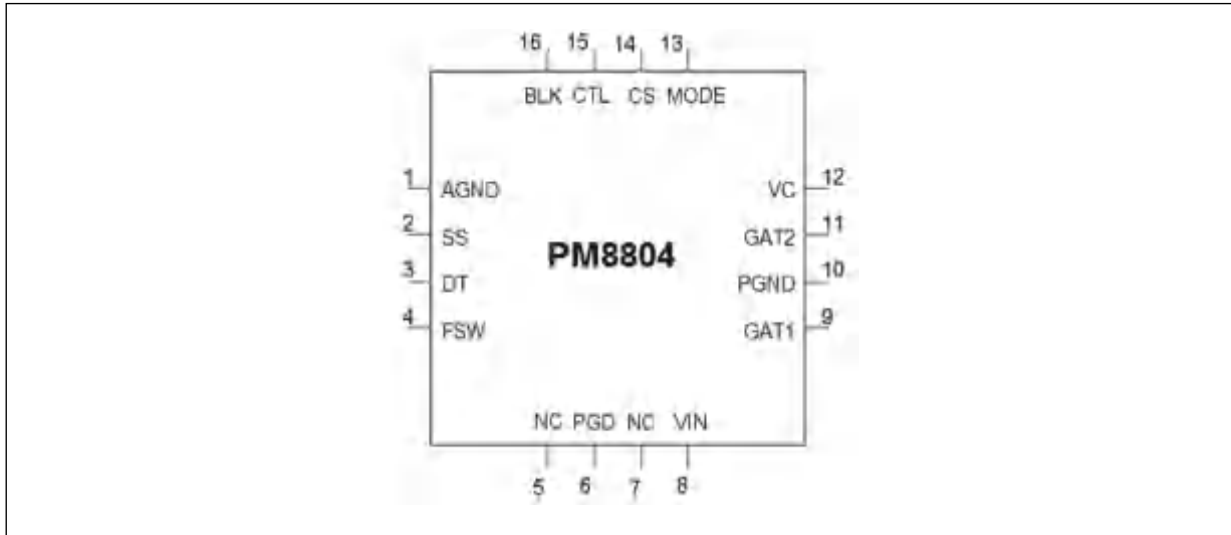 16 15 14 13
BLK CTL CS MODE
1 AGND VC 12
2 SS GAT2 11
PM8804
3 DT PGND 10
4 FSW GAT1 9
NC PGD NC VIN
5 6 7 8